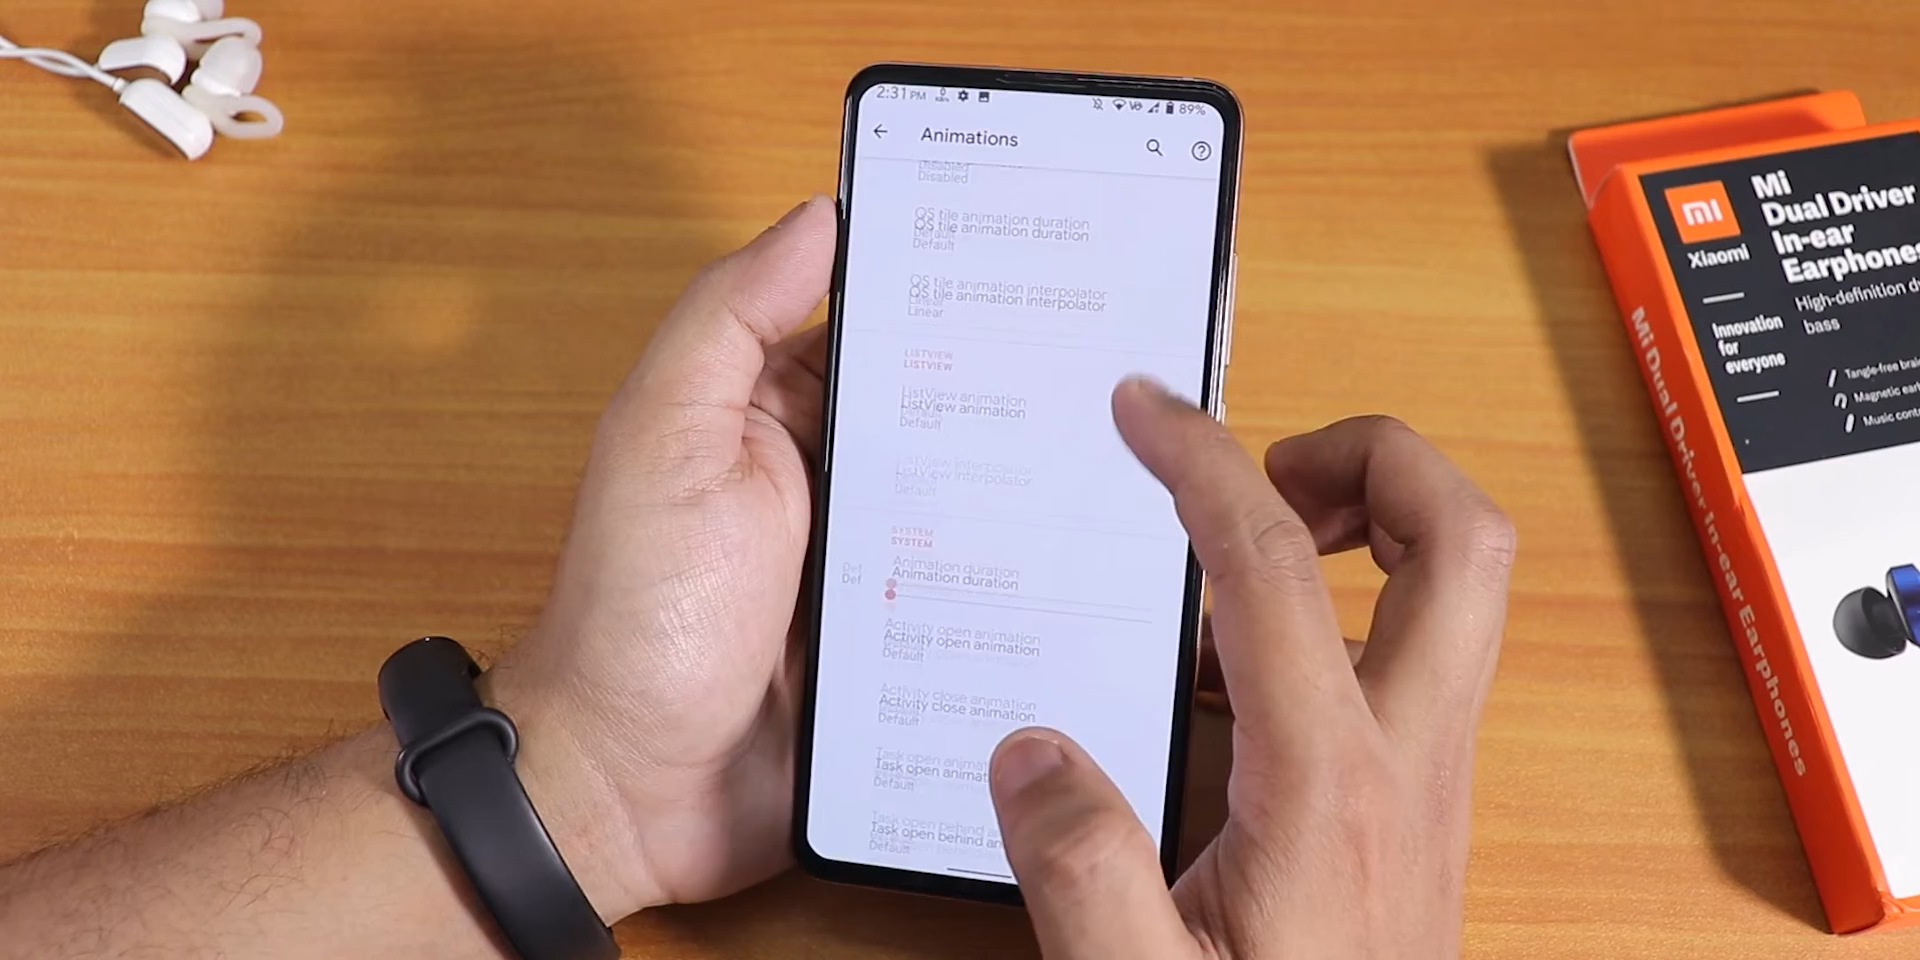 2:31 PM
89%
Animations
Disabled
QS tile animation duration
Default
QS tile animation interpolator
Linear
LISTVIEW
ListView animation
Default
ListView interpolator
Default
SYSTEM
Animation duration
Def
Activity open animation
Default
Activity close animation
Default
Task open animat
Default
Task open behind an
Default
mi
Xiaomi
Innovation
for
everyone
Mi
Dual Driver
In-ear
Earphones
High-definition
bass
Tangle-free
Magnetic
Music
Mi Dual Driver In-ear Earphones